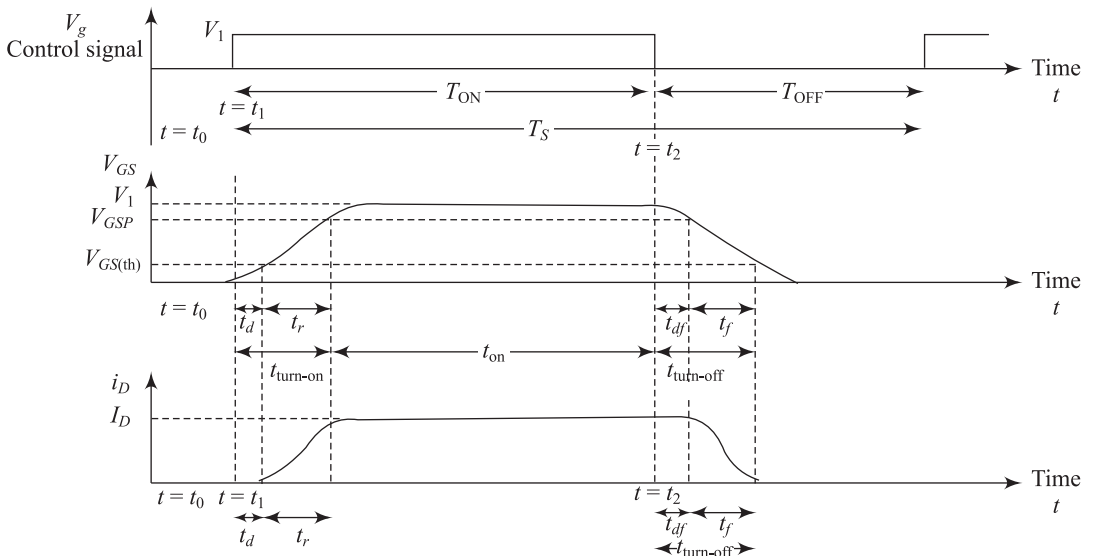 V_g
Control signal
V_1
Time
t
T_ON
T_OFF
t = t_1
t = t_0
T_S
t = t_2
V_GS
V_1
V_GSP
V_GS(th)
Time
t
t = t_0
t_d
t_r
t_df
t_f
t_on
t_turn-on
t_turn-off
i_D
I_D
Time
t
t = t_0
t = t_1
t = t_2
t_d
t_r
t_df
t_f
t_turn-off